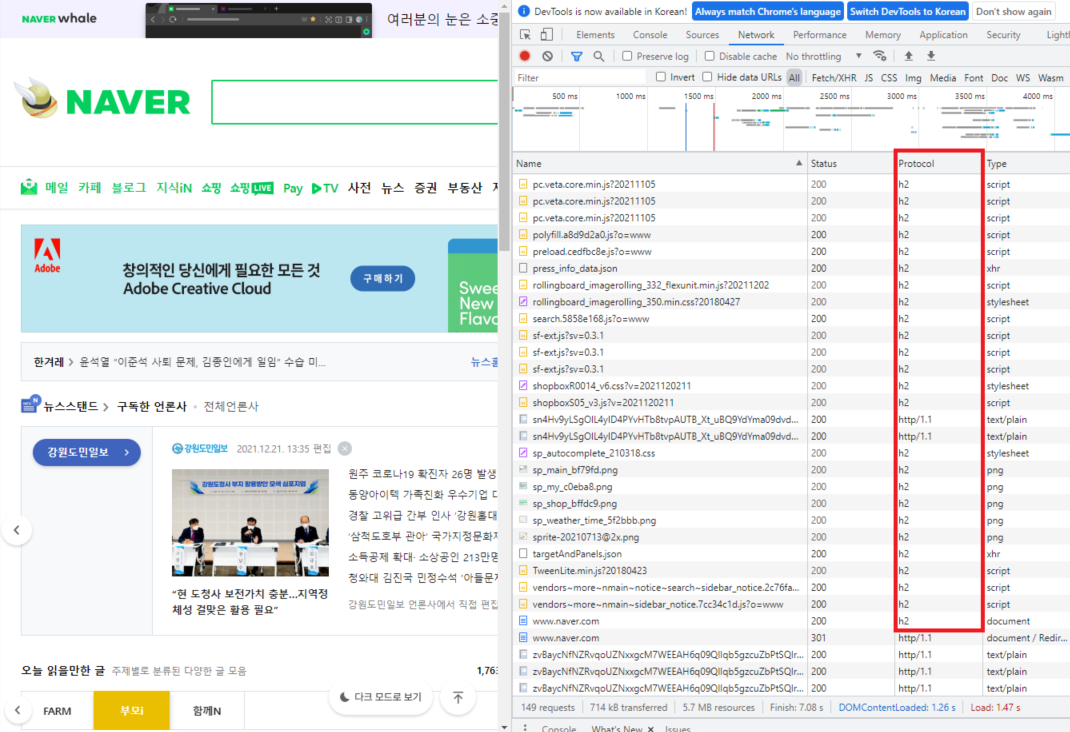 NAVER whale
여러분의 눈은 소중
NAVER
메일 카페 블로그 지식iN 쇼핑 쇼핑LIVE Pay TV 사전 뉴스 증권 부동산
Adobe
창의적인 당신에게 필요한 모든 것
Adobe Creative Cloud
구매하기
Swee
New
Flavo
한겨레 > 윤석열 "이준석 사퇴 문제, 김종인에게 일임" 수습 미...
뉴스홈
뉴스스탠드 > 구독한 언론사 · 전체언론사
강원도민일보 >
강원도민일보 2021.12.21. 13:35 편집
강원도청사 부지 활용방안 모색 심포지엄
"현 도청사 보전가치 충분...지역정
체성 걸맞은 활용 필요"
원주 코로나19 확진자 26명 발생
동양아이텍 가족친화 우수기업 대
경찰 고위급 간부 인사 '강원홀대
'삼척도호부 관아' 국가지정문화재
소득공제 확대· 소상공인 213만명
청와대 김진국 민정수석 '아들문제
강원도민일보 언론사에서 직접 편집
오늘 읽을만한 글 주제별로 분류된 다양한 글 모음
1,763
다크 모드로 보기
FARM 부모i 함께N
DevTools is now available in Korean! Always match Chrome's language Switch DevTools to Korean Don't show again
Elements Console Sources Network Performance Memory Application Security Lighth
Preserve log Disable cache No throttling
Filter Invert Hide data URLs All Fetch/XHR JS CSS Img Media Font Doc WS Wasm
500 ms 1000 ms 1500 ms 2000 ms 2500 ms 3000 ms 3500 ms 4000 ms
Name Status Protocol Type
pc.veta.core.min.js?20211105 200 h2 script
pc.veta.core.min.js?20211105 200 h2 script
pc.veta.core.min.js?20211105 200 h2 script
polyfill.a8d9d2a0.js?o=www 200 h2 script
preload.cedfbc8e.js?o=www 200 h2 script
press_info_data.json 200 h2 xhr
rollingboard_imagerolling_332_flexunit.min.js?20211202 200 h2 script
rollingboard_imagerolling_350.min.css?20180427 200 h2 stylesheet
search.5858e168.js?o=www 200 h2 script
sf-ext.js?sv=0.3.1 200 h2 script
sf-ext.js?sv=0.3.1 200 h2 script
sf-ext.js?sv=0.3.1 200 h2 script
shopboxR0014_v6.css?v=2021120211 200 h2 stylesheet
shopboxS05_v3.js?v=2021120211 200 h2 script
sn4Hv9yLSgOIL4yID4PYvHTb8tvpAUTB_Xt_uBQ9YdYma09dvd... 200 http/1.1 text/plain
sn4Hv9yLSgOIL4yID4PYvHTb8tvpAUTB_Xt_uBQ9YdYma09dvd... 200 http/1.1 text/plain
sp_autocomplete_210318.css 200 h2 stylesheet
sp_main_bf79fd.png 200 h2 png
sp_my_c0eba8.png 200 h2 png
sp_shop_bffdc9.png 200 h2 png
sp_weather_time_5f2bbb.png 200 h2 png
sprite-20210713@2x.png 200 h2 png
targetAndPanels.json 200 h2 xhr
TweenLite.min.js?20180423 200 h2 script
vendors~more~nmain~notice~search~sidebar_notice.2c76fa... 200 h2 script
vendors~more~nmain~sidebar_notice.7cc34c1d.js?o=www 200 h2 script
www.naver.com 200 h2 document
www.naver.com 301 http/1.1 document / Redir...
zvBaycNfNZRvqoUZNxxgcM7WEEAH6q09QIIqb5gzcuZbPtSQIr... 200 http/1.1 text/plain
zvBaycNfNZRvqoUZNxxgcM7WEEAH6q09QIIqb5gzcuZbPtSQIr... 200 http/1.1 text/plain
zvBaycNfNZRvqoUZNxxgcM7WEEAH6q09QIIqb5gzcuZbPtSQIr... 200 http/1.1 text/plain
149 requests 714 kB transferred 5.7 MB resources Finish: 7.08 s DOMContentLoaded: 1.26 s Load: 1.47 s
Console What's New Issues